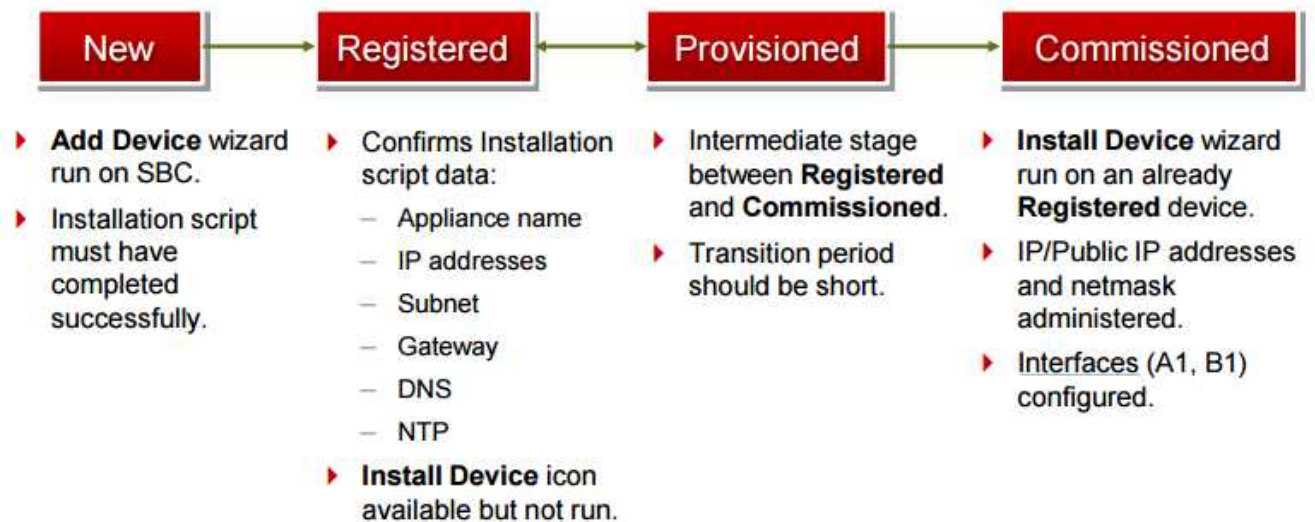 New
Registered
Provisioned
Commissioned
Add Device wizard
run on SBC.
Installation script
must have
completed
successfully.
Confirms Installation
script data:
– Appliance name
– IP addresses
– Subnet
– Gateway
– DNS
– NTP
Install Device icon
available but not run.
Intermediate stage
between Registered
and Commissioned.
Transition period
should be short.
Install Device wizard
run on an already
Registered device.
IP/Public IP addresses
and netmask
administered.
Interfaces (A1, B1)
configured.